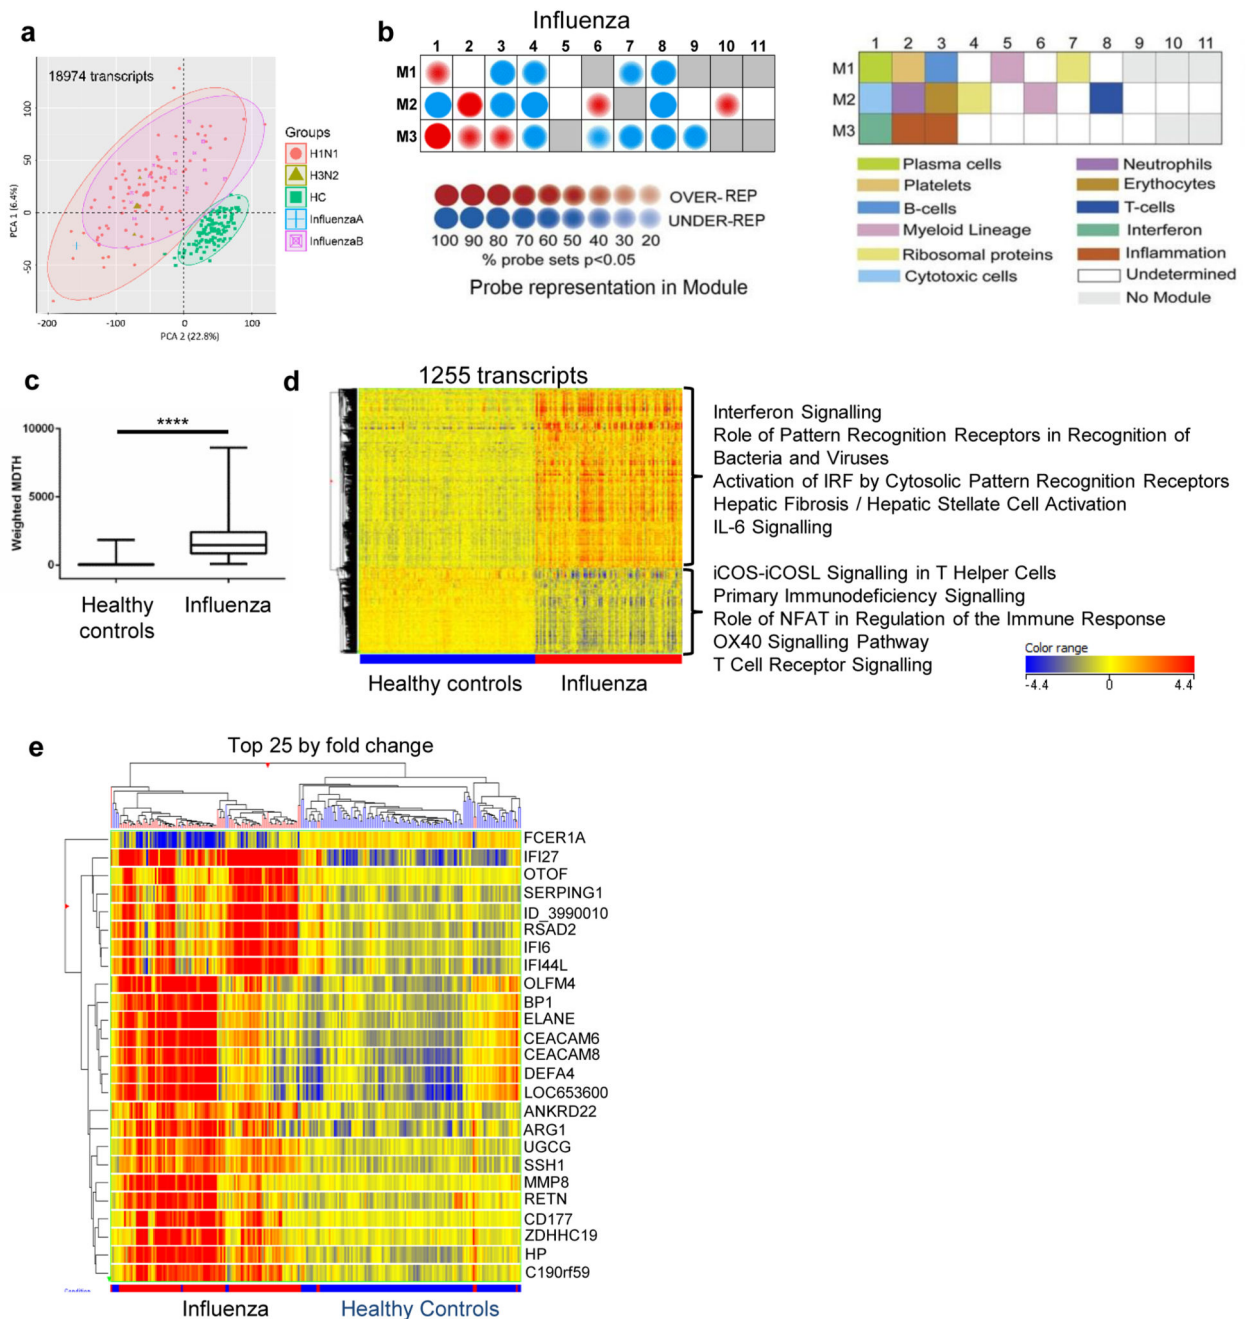 a
18974 transcripts
100
50
0
-50
-200
-100
0
100
PCA 1 (6.4%)
PCA 2 (22.8%)
Groups
H1N1
H3N2
HC
InfluenzaA
InfluenzaB
b
Influenza
1 2 3 4 5 6 7 8 9 10 11
M1
M2
M3
OVER-REP
UNDER-REP
100 90 80 70 60 50 40 30 20
% probe sets p<0.05
Probe representation in Module
1 2 3 4 5 6 7 8 9 10 11
M1
M2
M3
Plasma cells
Platelets
B-cells
Myeloid Lineage
Ribosomal proteins
Cytotoxic cells
Neutrophils
Erythocytes
T-cells
Interferon
Inflammation
Undetermined
No Module
c
Weighted MDTH
10000
5000
0
****
Healthy
controls
Influenza
d
1255 transcripts
Interferon Signalling
Role of Pattern Recognition Receptors in Recognition of
Bacteria and Viruses
Activation of IRF by Cytosolic Pattern Recognition Receptors
Hepatic Fibrosis / Hepatic Stellate Cell Activation
IL-6 Signalling
iCOS-iCOSL Signalling in T Helper Cells
Primary Immunodeficiency Signalling
Role of NFAT in Regulation of the Immune Response
OX40 Signalling Pathway
T Cell Receptor Signalling
Healthy controls
Influenza
Color range
-4.4 0 4.4
e
Top 25 by fold change
FCER1A
IFI27
OTOF
SERPING1
ID_3990010
RSAD2
IFI6
IFI44L
OLFM4
BP1
ELANE
CEACAM6
CEACAM8
DEFA4
LOC653600
ANKRD22
ARG1
UGCG
SSH1
MMP8
RETN
CD177
ZDHHC19
HP
C190rf59
Condition
Influenza
Healthy Controls